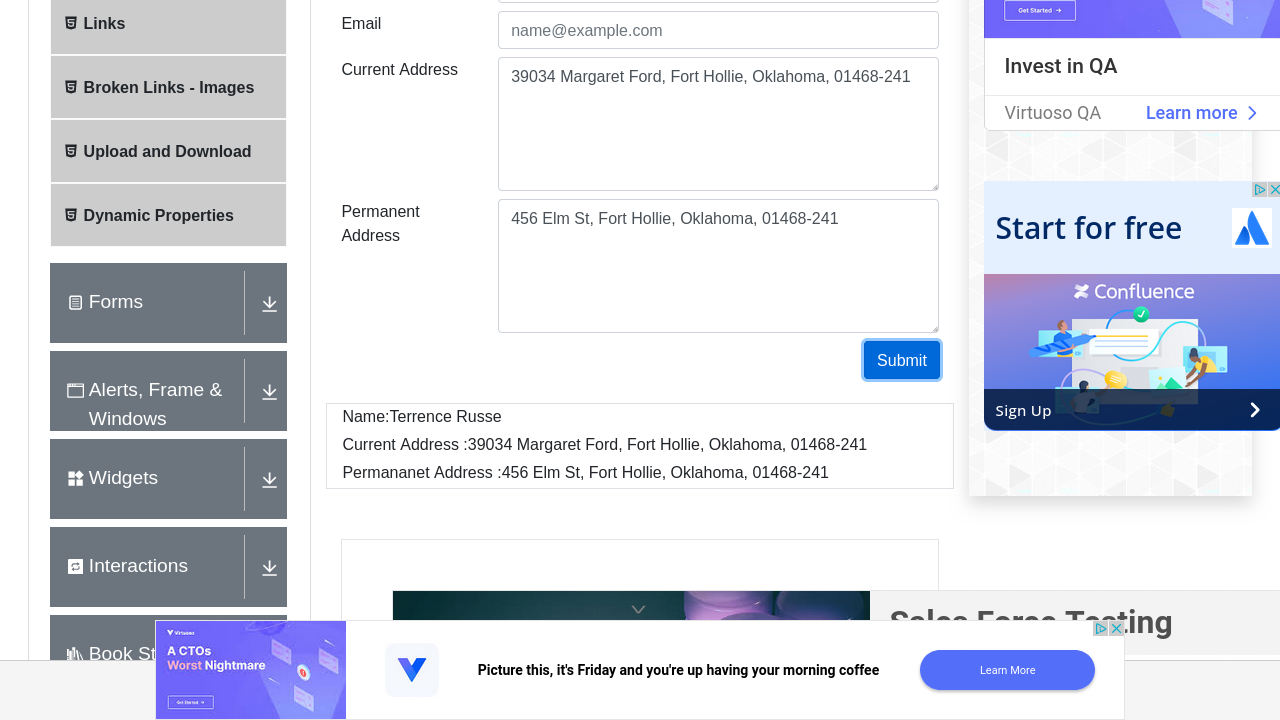 Links
Broken Links - Images
Upload and Download
Dynamic Properties
Forms
Alerts, Frame &
Windows
Widgets
Interactions
Email
name@example.com
Current Address
39034 Margaret Ford, Fort Hollie, Oklahoma, 01468-241
Permanent
Address
456 Elm St, Fort Hollie, Oklahoma, 01468-241
Submit
Name:Terrence Russe
Current Address :39034 Margaret Ford, Fort Hollie, Oklahoma, 01468-241
Permananet Address :456 Elm St, Fort Hollie, Oklahoma, 01468-241
Get Started →
Invest in QA
Virtuoso QA
Learn more
Start for free
Confluence
Sign Up
Book St
Virtuoso
A CTOs
Worst Nightmare
Get Started →
Picture this, it's Friday and you're up having your morning coffee
Learn More